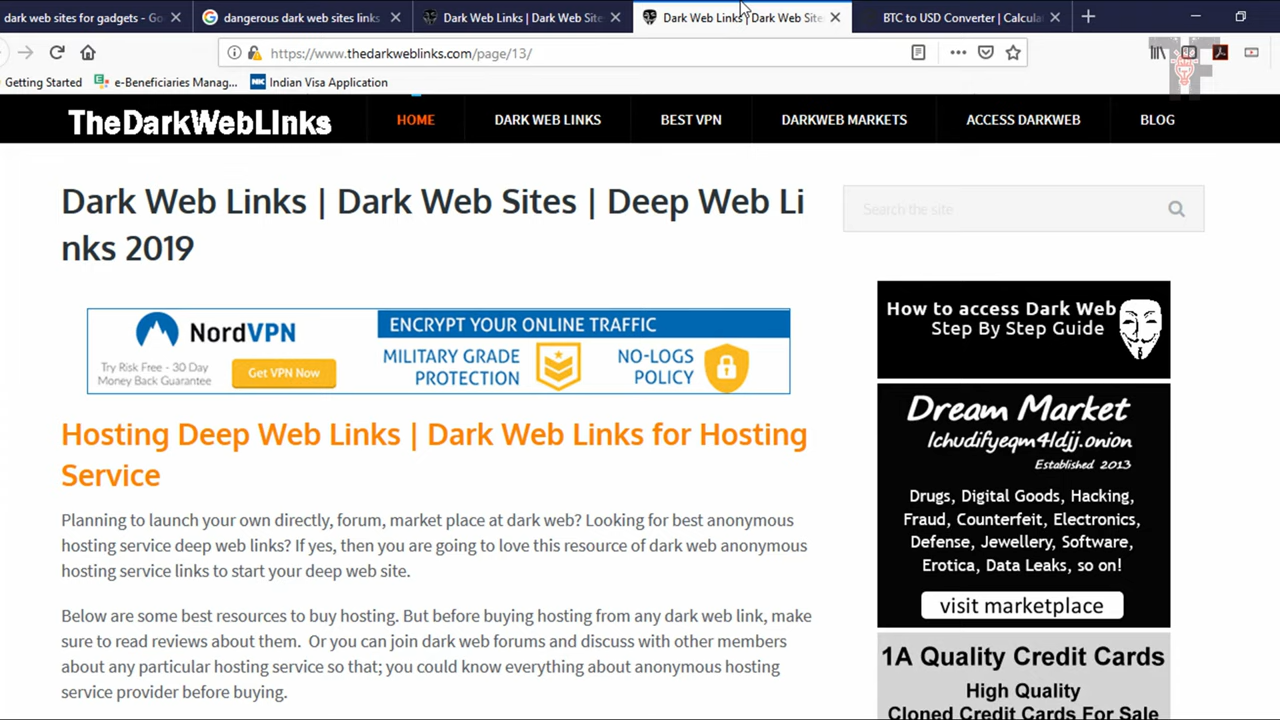 dark web sites for gadgets - Go
dangerous dark web sites links
Dark Web Links | Dark Web Site
Dark Web Links | Dark Web Site
BTC to USD Converter | Calcula
https://www.thedarkweblinks.com/page/13/
Getting Started
e-Beneficiaries Manag...
NK
Indian Visa Application
TheDarkWebLinks
HOME
DARK WEB LINKS
BEST VPN
DARKWEB MARKETS
ACCESS DARKWEB
BLOG
Dark Web Links | Dark Web Sites | Deep Web Li
nks 2019
Search the site
NordVPN
Try Risk Free - 30 Day
Money Back Guarantee
Get VPN Now
ENCRYPT YOUR ONLINE TRAFFIC
MILITARY GRADE
PROTECTION
NO-LOGS
POLICY
Hosting Deep Web Links | Dark Web Links for Hosting
Service
Planning to launch your own directly, forum, market place at dark web? Looking for best anonymous
hosting service deep web links? If yes, then you are going to love this resource of dark web anonymous
hosting service links to start your deep web site.
Below are some best resources to buy hosting. But before buying hosting from any dark web link, make
sure to read reviews about them. Or you can join dark web forums and discuss with other members
about any particular hosting service so that; you could know everything about anonymous hosting
service provider before buying.
How to access Dark Web
Step By Step Guide
Dream Market
lchudifyeqm4ldjj.onion
Established 2013
Drugs, Digital Goods, Hacking,
Fraud, Counterfeit, Electronics,
Defense, Jewellery, Software,
Erotica, Data Leaks, so on!
visit marketplace
1A Quality Credit Cards
High Quality
Cloned Credit Cards For Sale